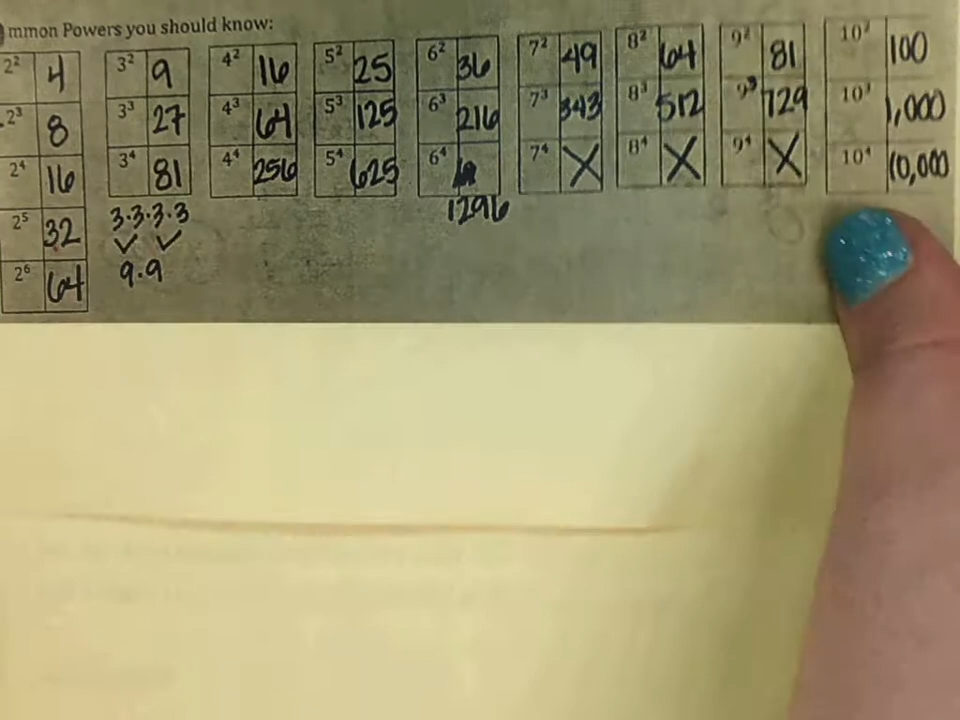 mmon Powers you should know:
2² 4 3² 9 4² 16 5² 25 6² 36 7² 49 8² 64 9² 81 10² 100
2³ 8 3³ 27 4³ 64 5³ 125 6³ 216 7³ 343 8³ 512 9³ 729 10³ 1,000
2⁴ 16 3⁴ 81 4⁴ 256 5⁴ 625 6⁴ 7⁴ X 8⁴ X 9⁴ X 10⁴ 10,000
1296
2⁵ 32 3·3·3·3
2⁶ 64 9·9